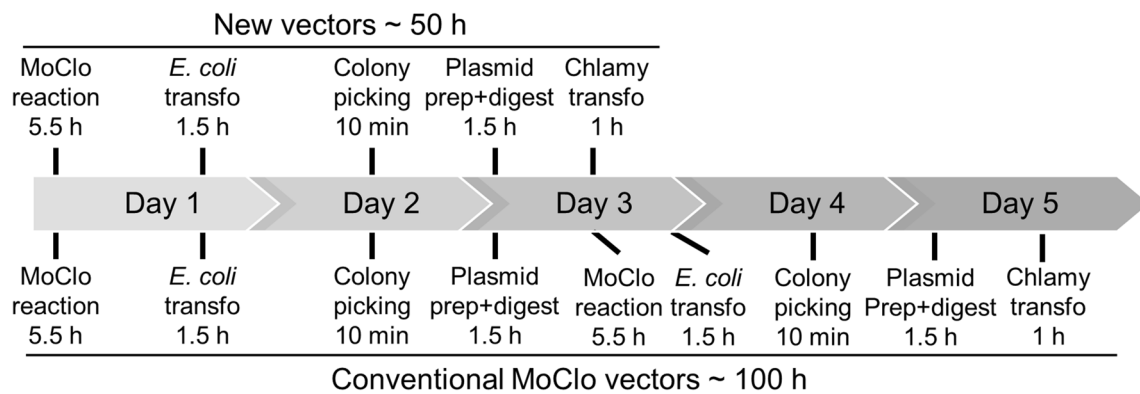 New vectors ~ 50 h
MoClo reaction 5.5 h
E. coli transfo 1.5 h
Colony picking 10 min
Plasmid prep+digest 1.5 h
Chlamy transfo 1 h
Day 1
Day 2
Day 3
Day 4
Day 5
MoClo reaction 5.5 h
E. coli transfo 1.5 h
Colony picking 10 min
Plasmid prep+digest 1.5 h
MoClo reaction 5.5 h
E. coli transfo 1.5 h
Colony picking 10 min
Plasmid Prep+digest 1.5 h
Chlamy transfo 1 h
Conventional MoClo vectors ~ 100 h